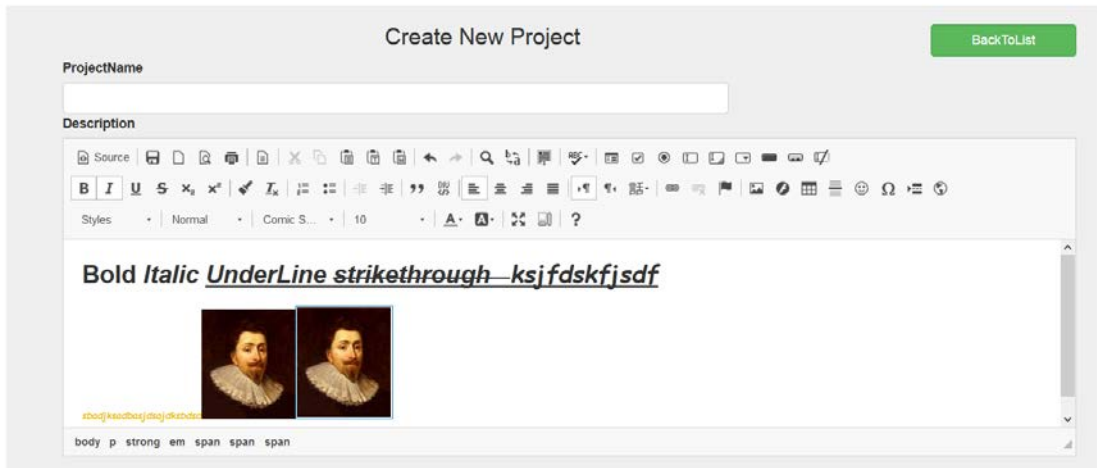 Create New Project
BackToList
ProjectName
Description
Source
Styles Normal Comic S... 10
Bold Italic UnderLine strikethrough ksjfdskfjsdf
body p strong em span span span